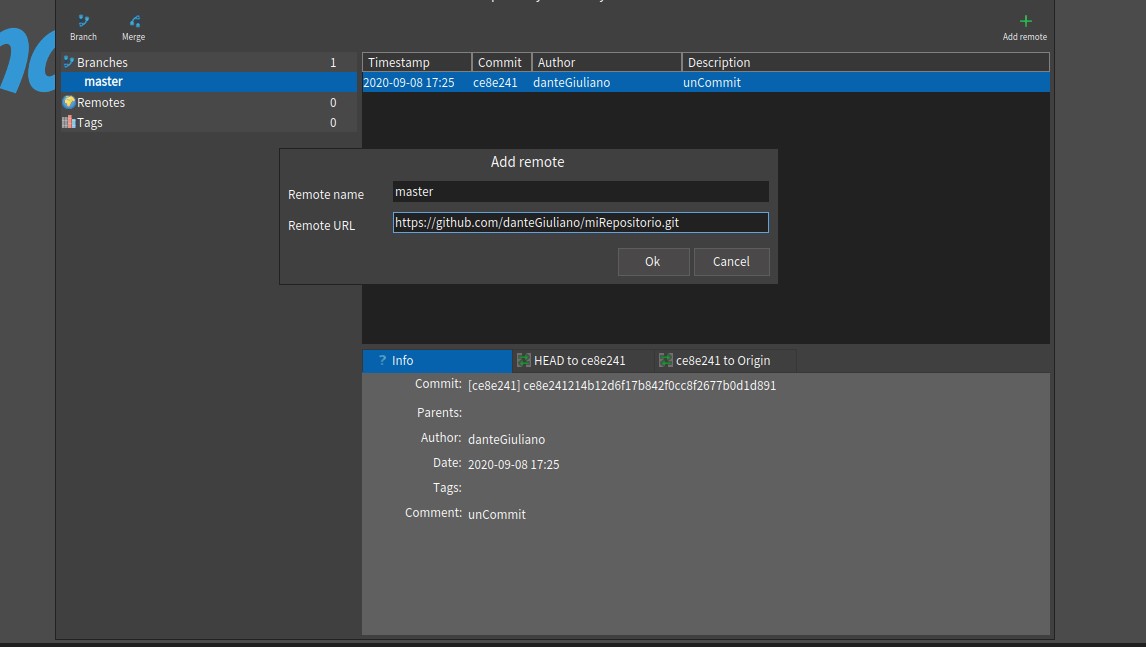 Branch
Merge
Add remote
Branches 1
master
Remotes 0
Tags 0
Timestamp Commit Author Description
2020-09-08 17:25 ce8e241 danteGiuliano unCommit
Add remote
Remote name master
Remote URL https://github.com/danteGiuliano/miRepositorio.git
Ok Cancel
? Info HEAD to ce8e241 ce8e241 to Origin
Commit: [ce8e241] ce8e241214b12d6f17b842f0cc8f2677b0d1d891
Parents:
Author: danteGiuliano
Date: 2020-09-08 17:25
Tags:
Comment: unCommit